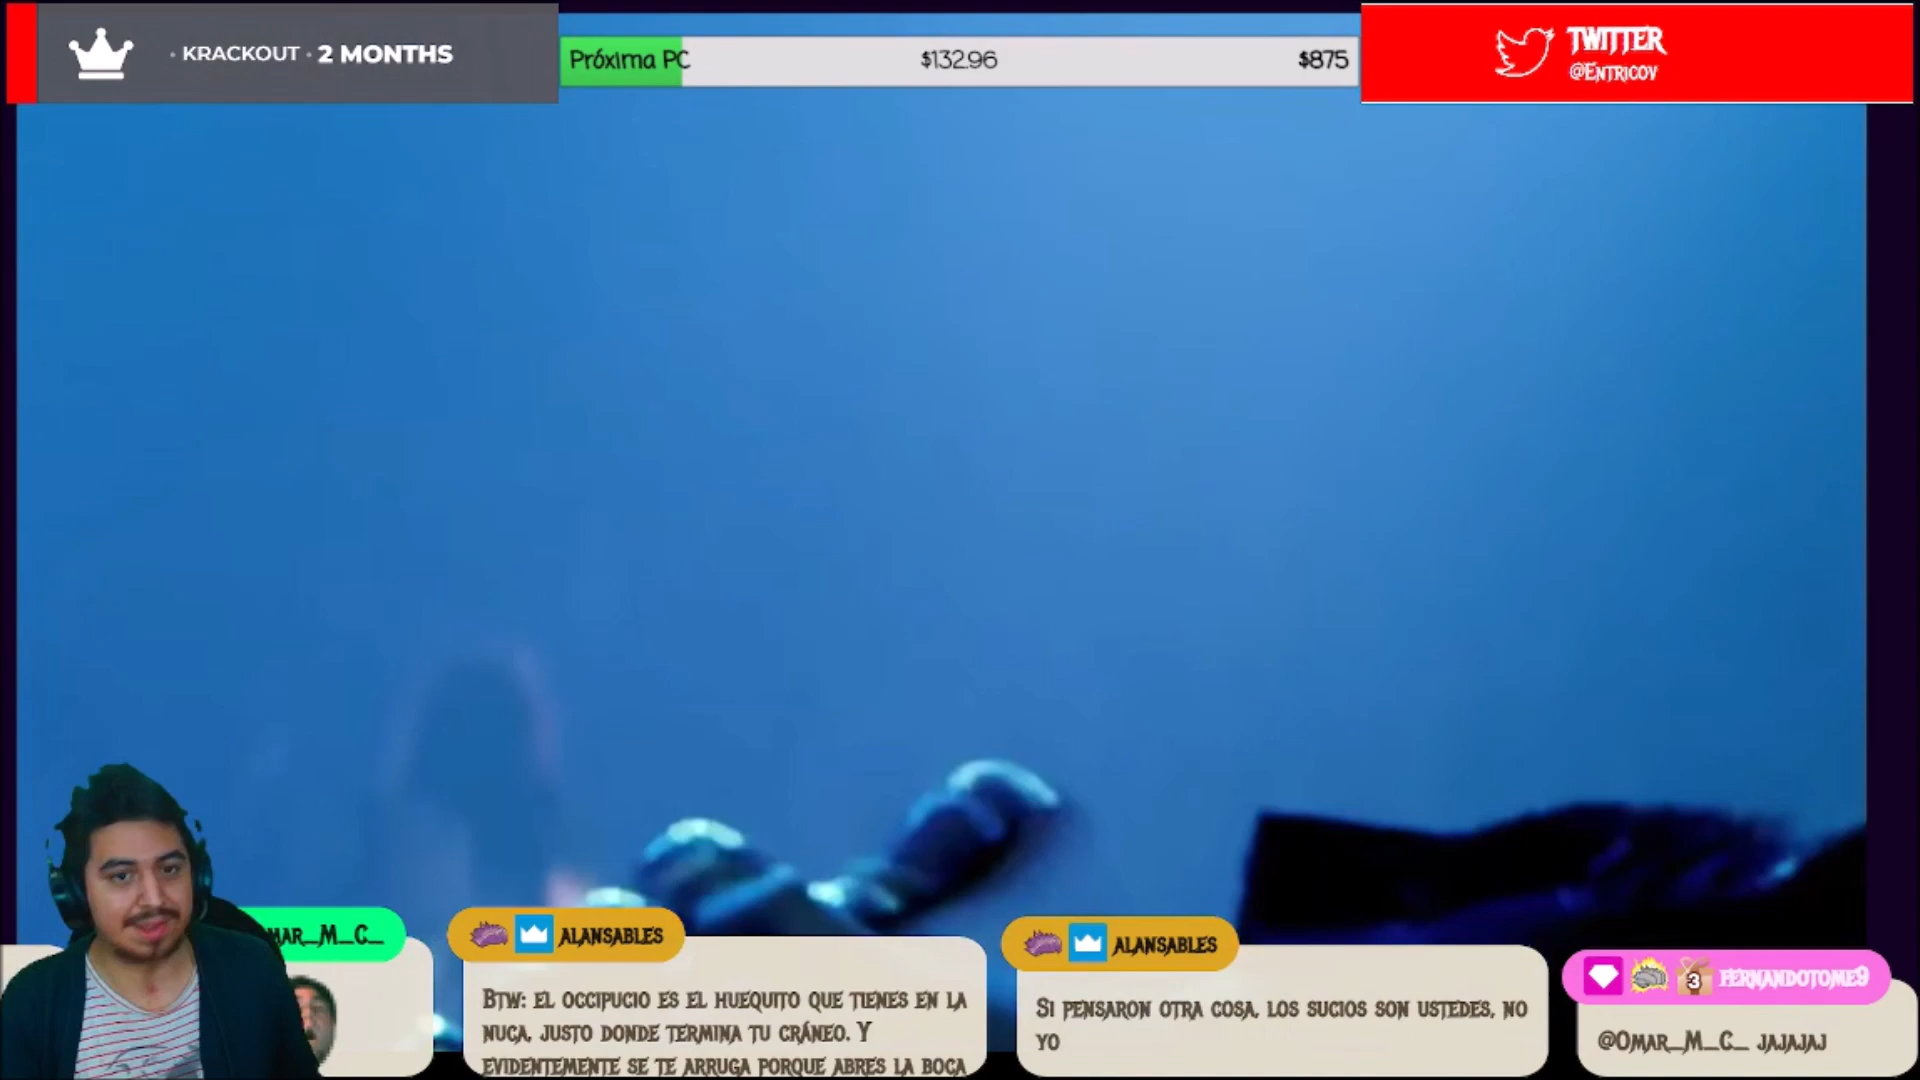 · KRACKOUT · 2 MONTHS
Próxima PC $132.96 $875
TWITTER
@ENTRICOV
MAR_M_C_
ALANSABLES
BTW: EL OCCIPUCIO ES EL HUEQUITO QUE TIENES EN LA
NUCA, JUSTO DONDE TERMINA TU CRÁNEO. Y
EVIDENTEMENTE SE TE ARRUGA PORQUE ABRES LA BOCA
ALANSABLES
SI PENSARON OTRA COSA, LOS SUCIOS SON USTEDES, NO
YO
3 FERNANDOTOME9
@OMAR_M_C_ JAJAJAJ